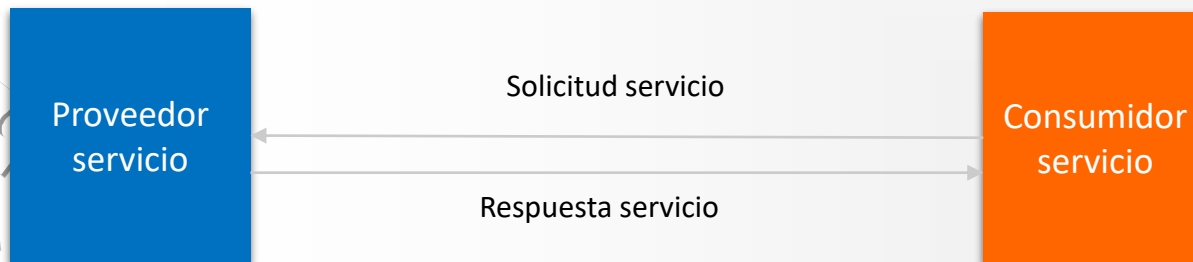 Proveedor
servicio
Solicitud servicio
Respuesta servicio
Consumidor
servicio